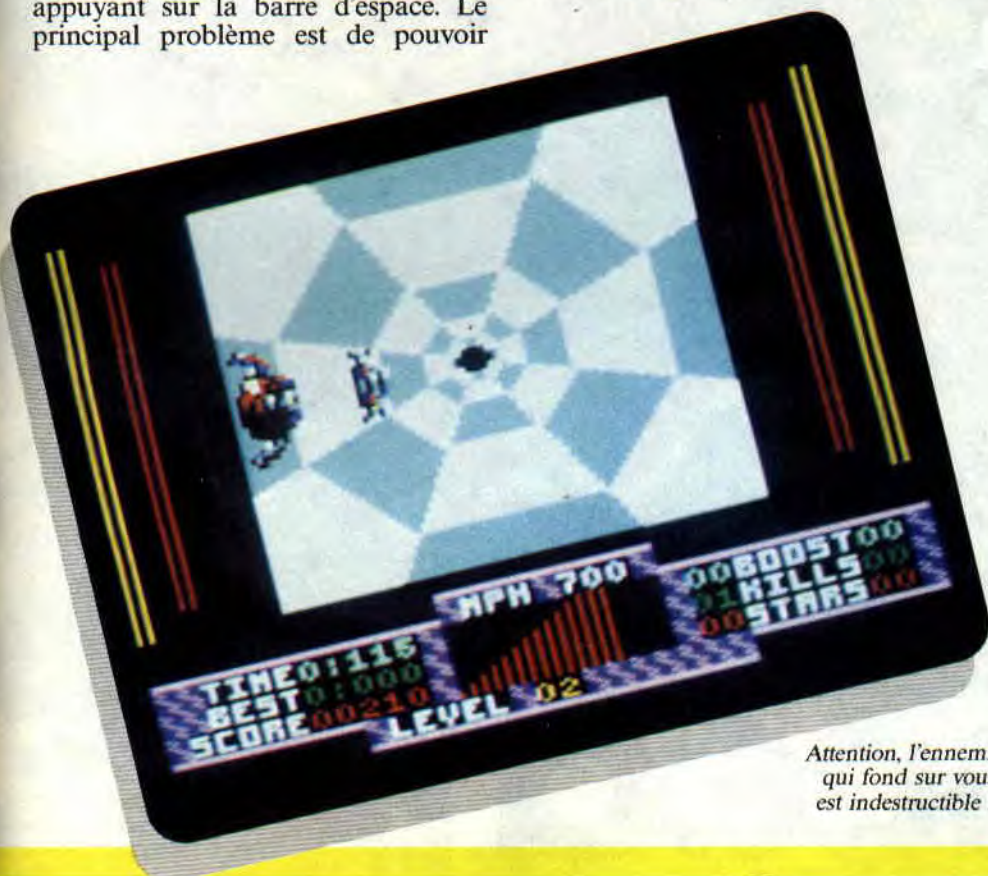 appuyant sur la barre d'espace. Le
principal problème est de pouvoir
MPH 700
00BOOST00
01KILLS00
00STARS00
TIME0:115
BEST0:000
SCORE00210
LEVEL 02
Attention, l'ennem
qui fond sur vou
est indestructible